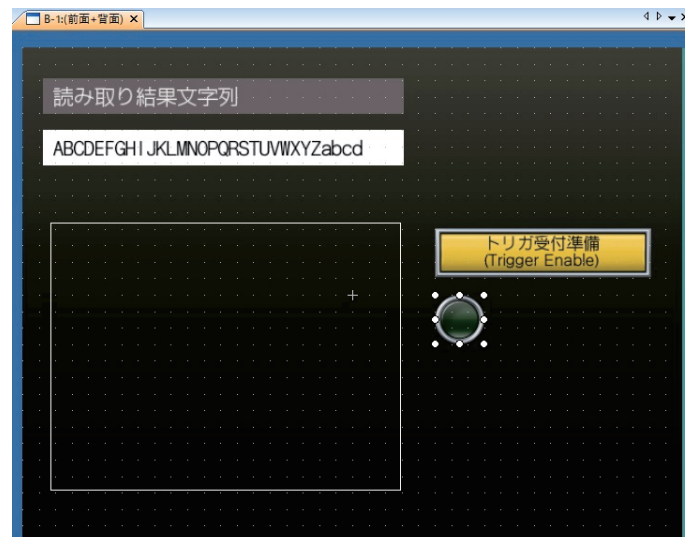 B-1:(前面+背面)
読み取り結果文字列
ABCDEFGHIJKLMNOPQRSTUVWXYZabcd
トリガ受付準備
(Trigger Enable)